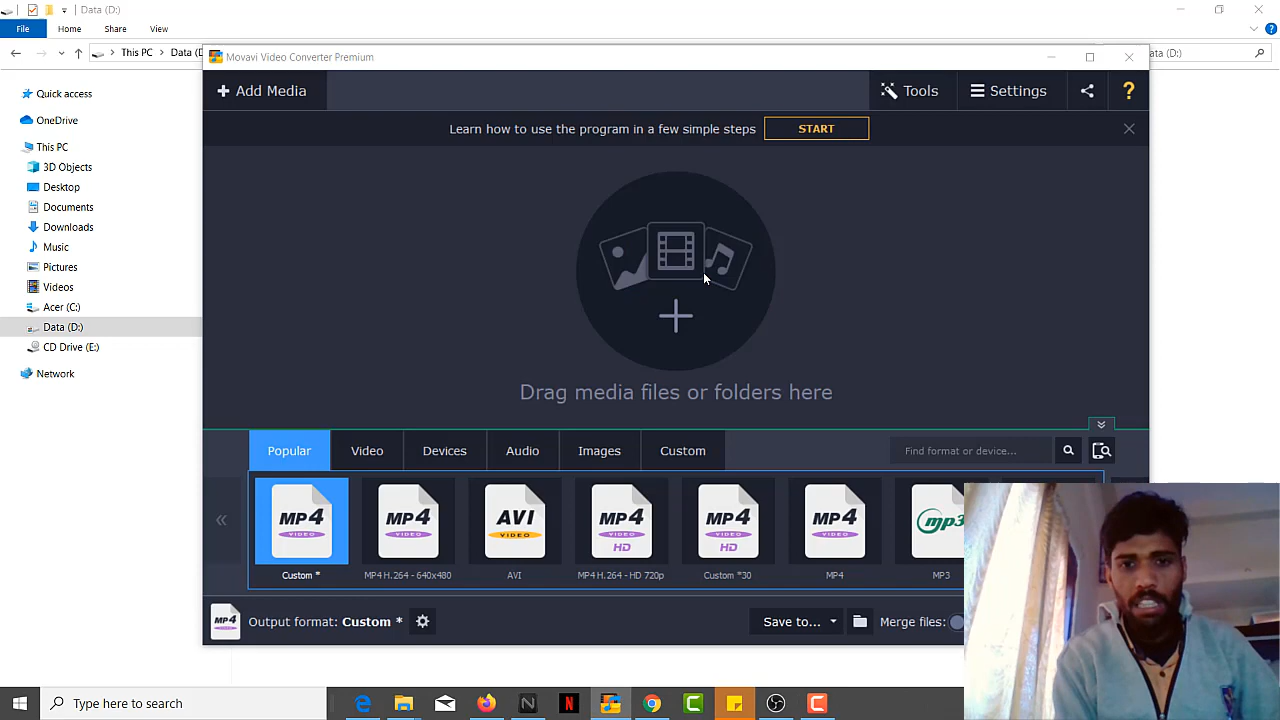 Data (D:)
File Home Share View
This PC Data (D:
ata (D:)
Movavi Video Converter Premium
Quick access
OneDrive
This PC
3D Objects
Desktop
Documents
Downloads
Music
Pictures
Videos
Acer (C:)
Data (D:)
CD Drive (E:)
Network
+ Add Media
Tools
Settings
?
Learn how to use the program in a few simple steps
START
Drag media files or folders here
Popular Video Devices Audio Images Custom
Find format or device...
MP4 VIDEO
Custom *
MP4 VIDEO
MP4 H.264 - 640x480
AVI VIDEO
AVI
MP4 VIDEO HD
MP4 H.264 - HD 720p
MP4 VIDEO HD
Custom *30
MP4 VIDEO
MP4
mp3
MP3
MP4 VIDEO
Output format: Custom *
Save to...
Merge files:
Type here to search